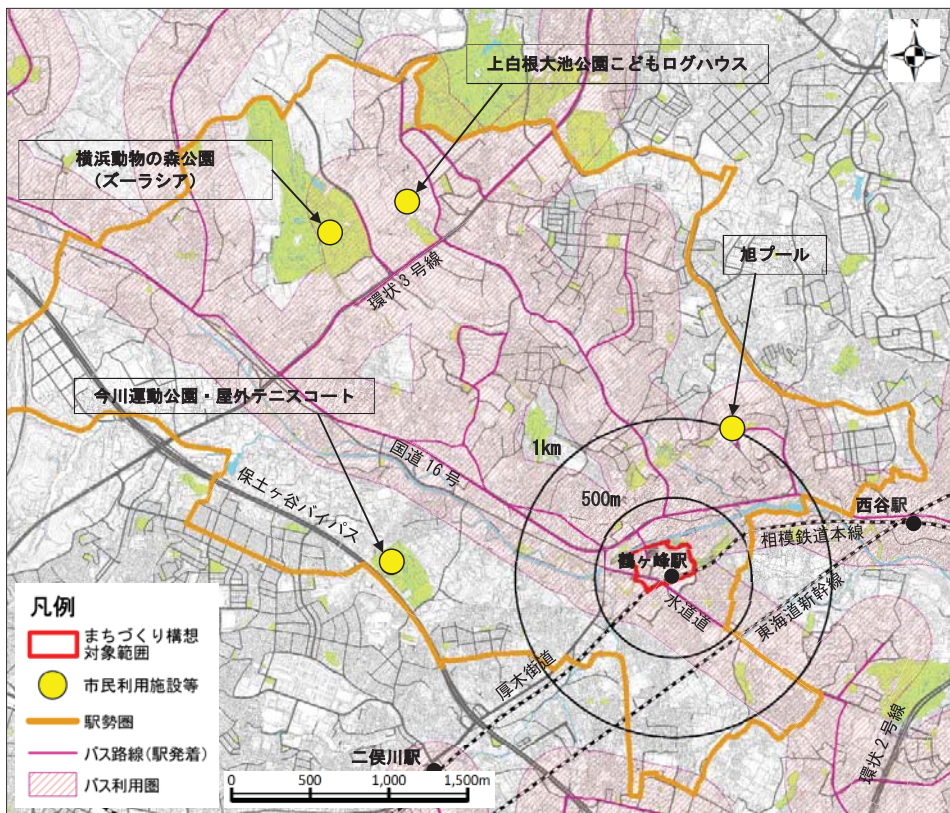 N
上白根大池公園こどもログハウス
横浜動物の森公園
(ズーラシア)
旭プール
環状3号線
今川運動公園・屋外テニスコート
1km
国道16号
500m
保土ヶ谷バイパス
西谷駅
相模鉄道本線
鶴ヶ峰駅
水道道
東海道新幹線
厚木街道
環状2号線
二俣川駅
凡例
まちづくり構想
対象範囲
市民利用施設等
駅勢圏
バス路線(駅発着)
バス利用圏
0 500 1,000 1,500m